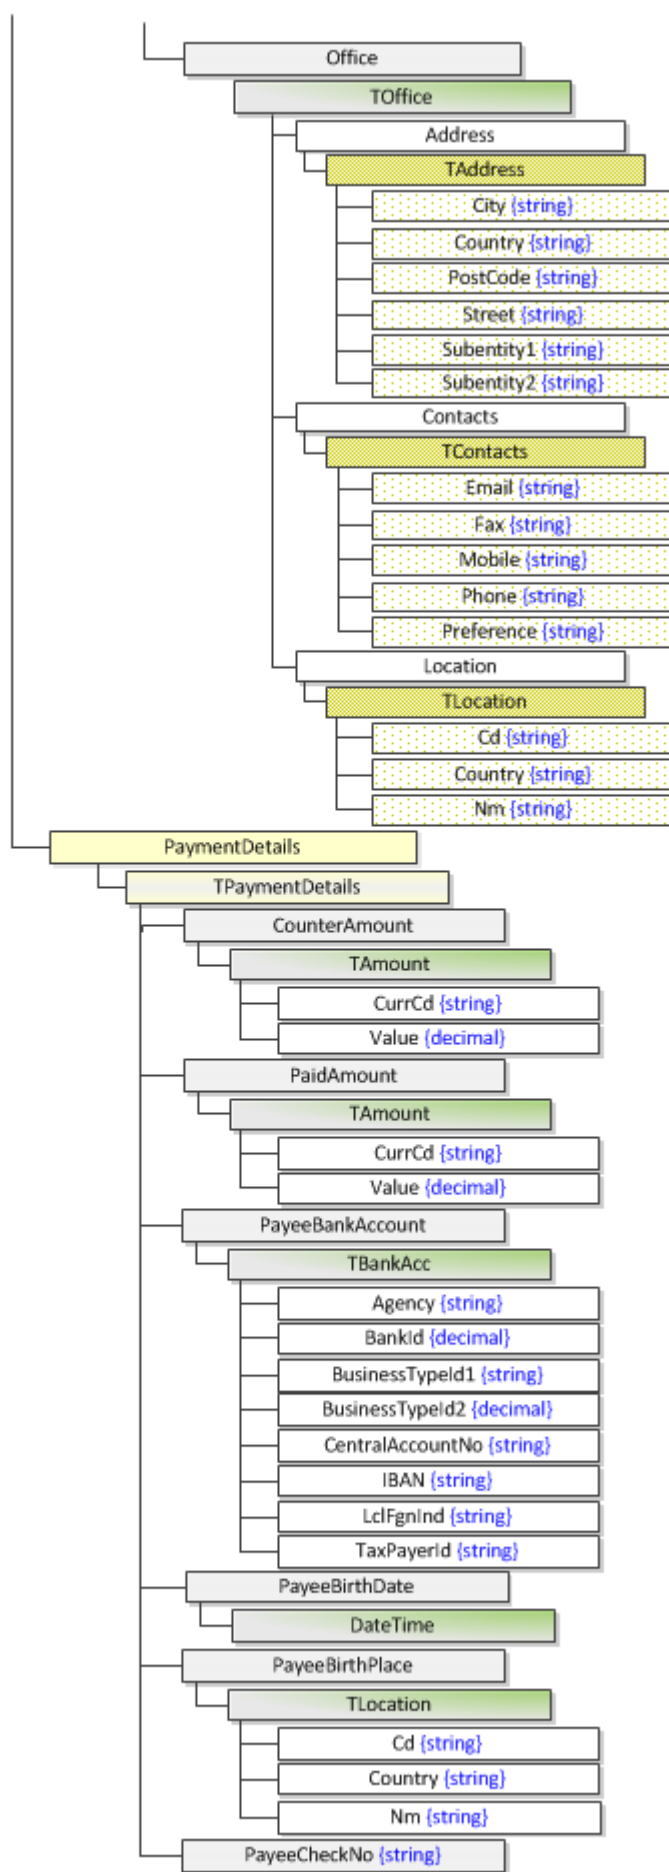 Office
TOffice
Address
TAddress
City {string}
Country {string}
PostCode {string}
Street {string}
Subentity1 {string}
Subentity2 {string}
Contacts
TContacts
Email {string}
Fax {string}
Mobile {string}
Phone {string}
Preference {string}
Location
TLocation
Cd {string}
Country {string}
Nm {string}
PaymentDetails
TPaymentDetails
CounterAmount
TAmount
CurrCd {string}
Value {decimal}
PaidAmount
TAmount
CurrCd {string}
Value {decimal}
PayeeBankAccount
TBankAcc
Agency {string}
BankId {decimal}
BusinessTypeId1 {string}
BusinessTypeId2 {decimal}
CentralAccountNo {string}
IBAN {string}
LclFgnInd {string}
TaxPayerId {string}
PayeeBirthDate
DateTime
PayeeBirthPlace
TLocation
Cd {string}
Country {string}
Nm {string}
PayeeCheckNo {string}